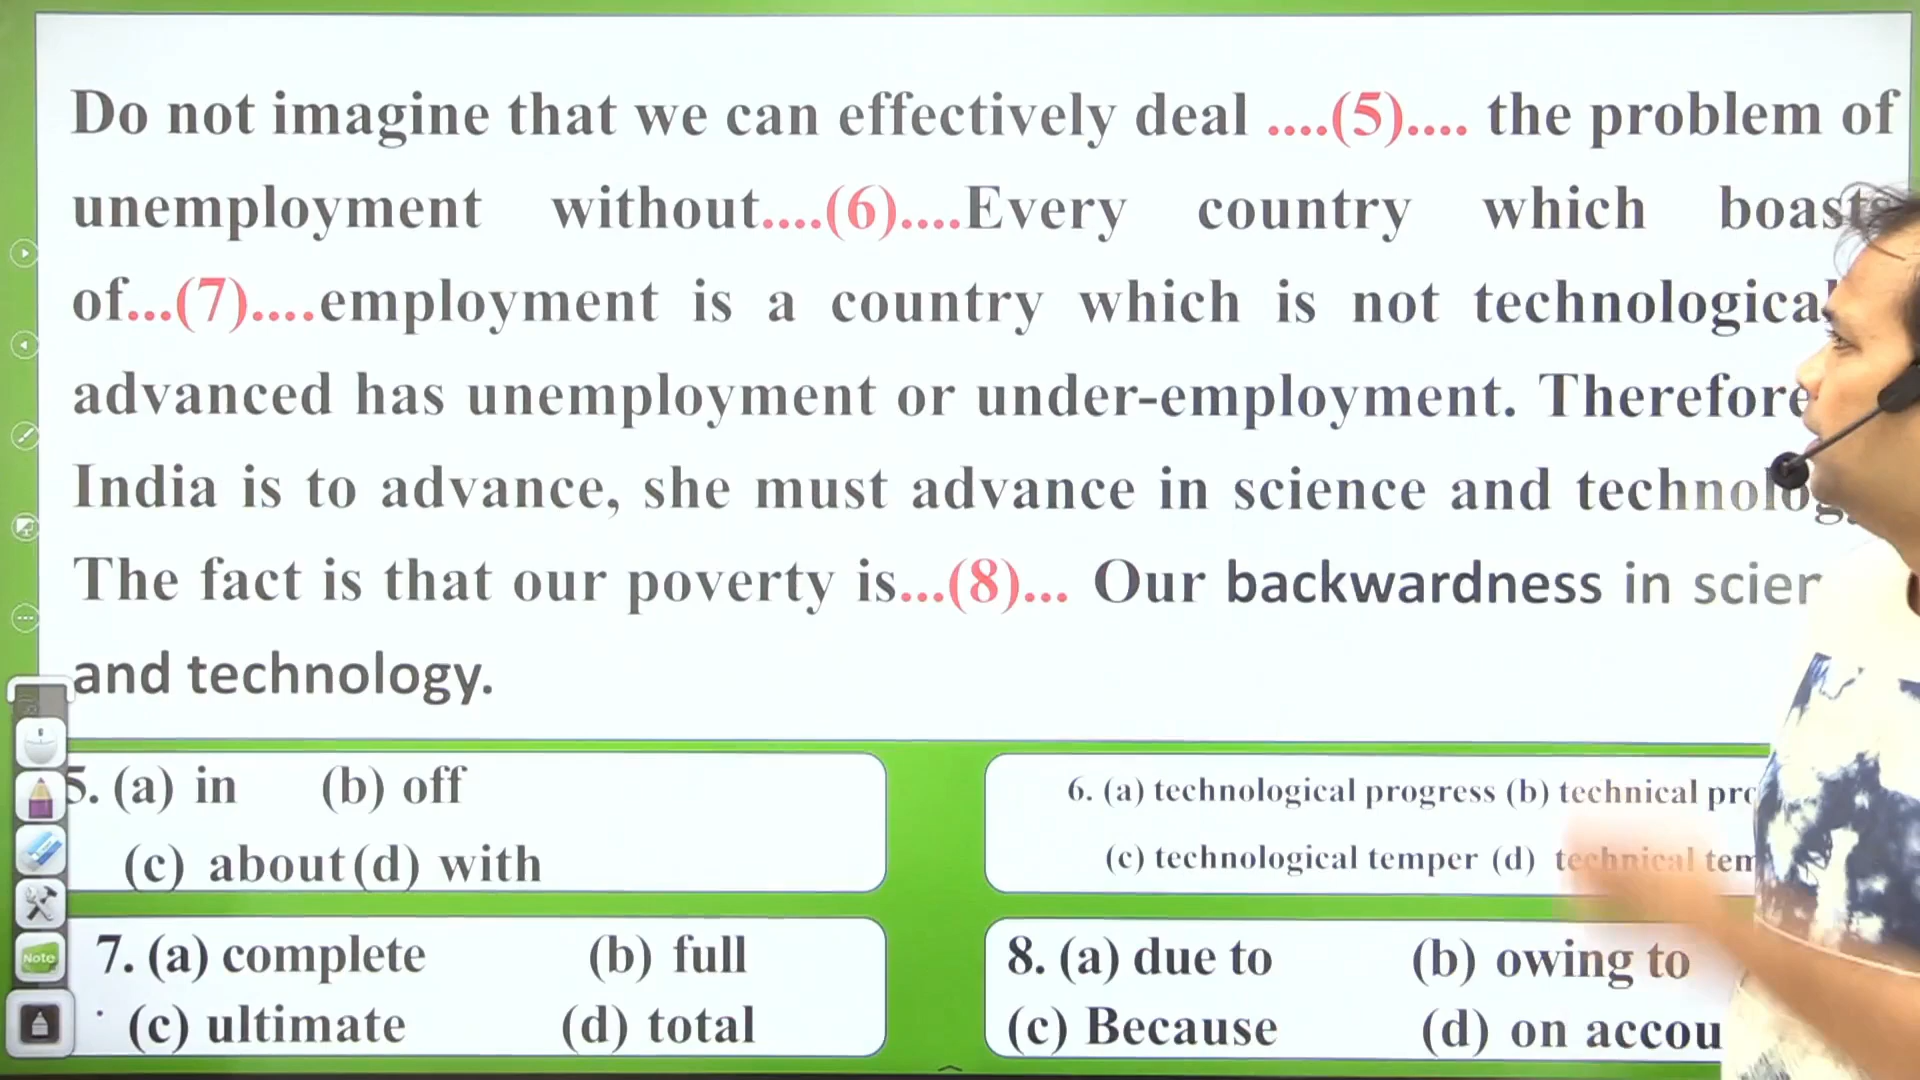 Do not imagine that we can effectively deal ....(5).... the problem of
unemployment without....(6)....Every country which boasts
of...(7)....employment is a country which is not
advanced has unemployment or under-employment. Therefore
India is to advance, she must advance in science and
The fact is that our poverty is...(8)... Our backwardness in
and technology.
5. (a) in (b) off
(c) about (d) with
6. (a) technological progress (b) technical
(c) technological temper (d) technical
7. (a) complete (b) full
(c) ultimate (d) total
8. (a) due to (b) owing to
(c) Because (d) on
Note